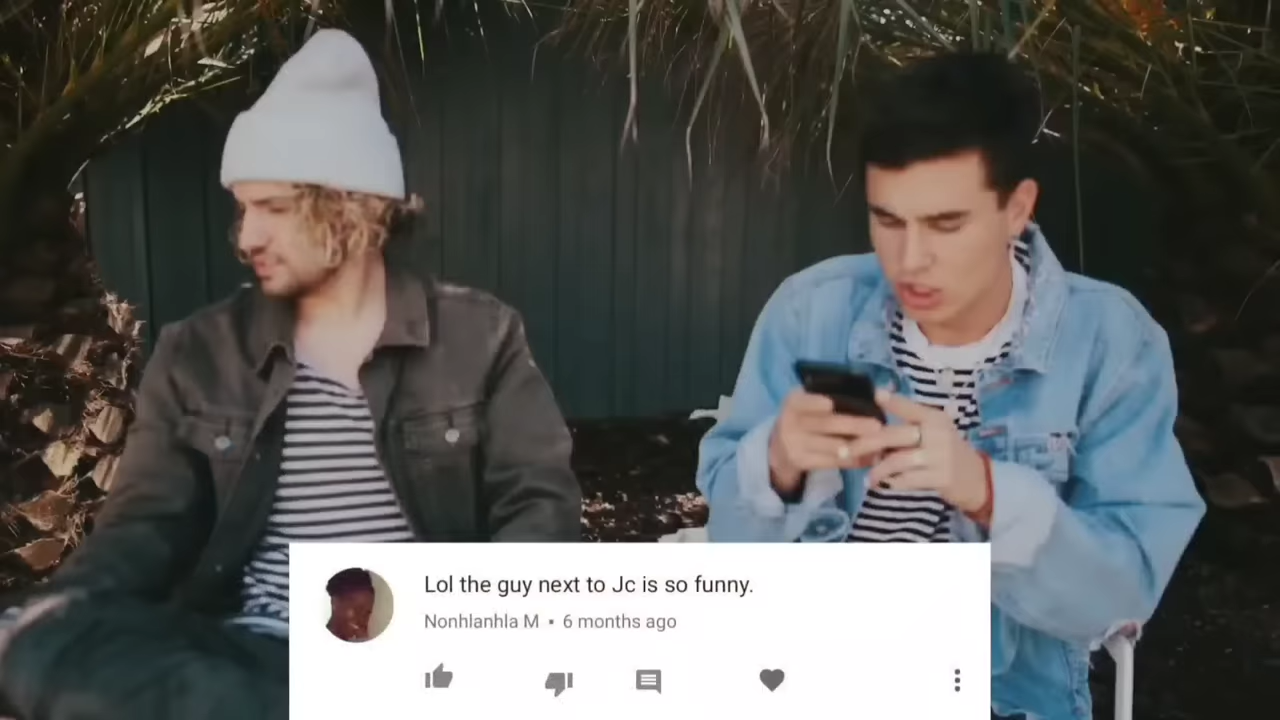 Lol the guy next to Jc is so funny.
Nonhlanhla M • 6 months ago